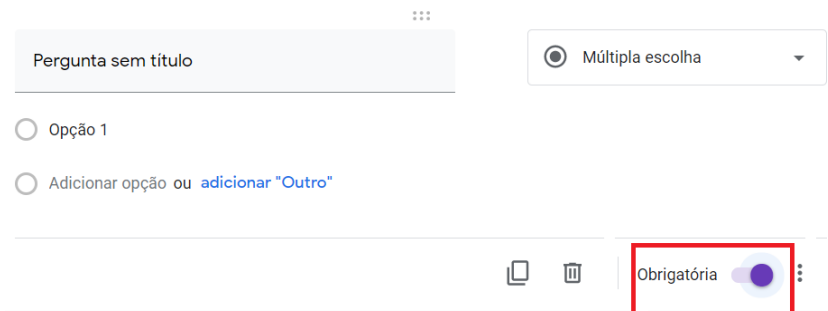 Pergunta sem título
Múltipla escolha
Opção 1
Adicionar opção ou adicionar "Outro"
Obrigatória